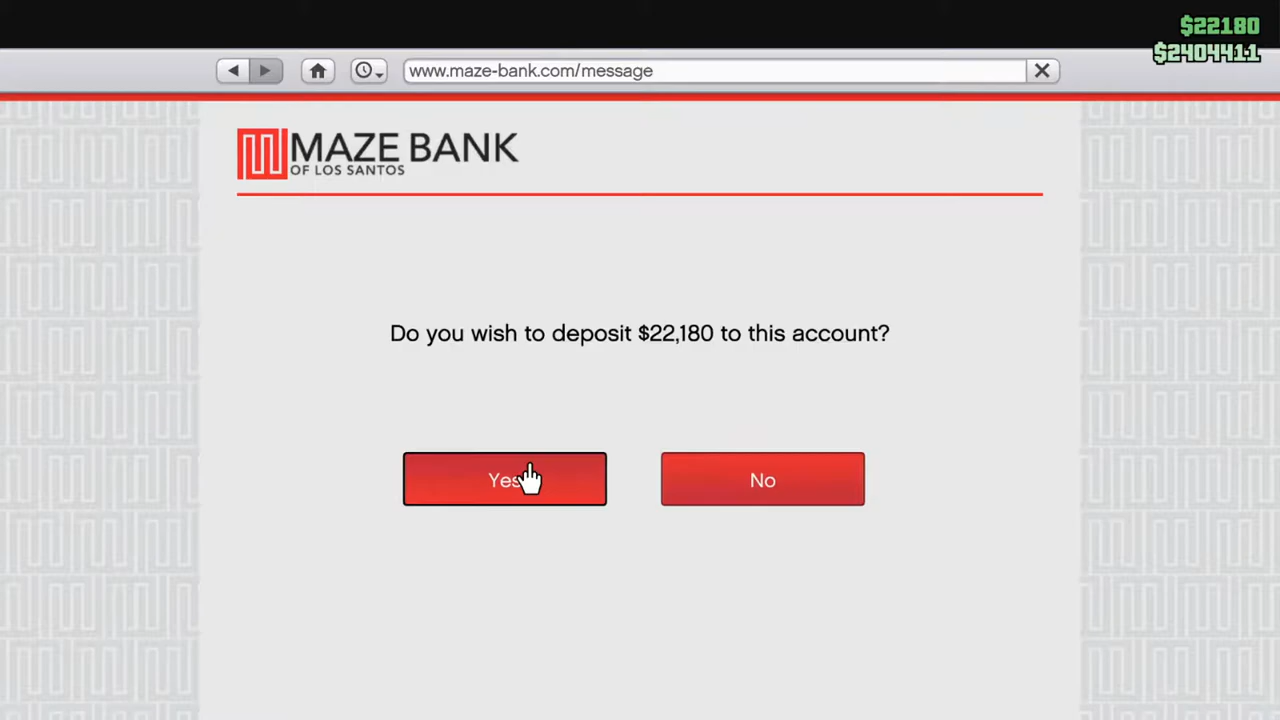 $22180
$2404411
www.maze-bank.com/message
MAZE BANK
OF LOS SANTOS
Do you wish to deposit $22,180 to this account?
Yes
No